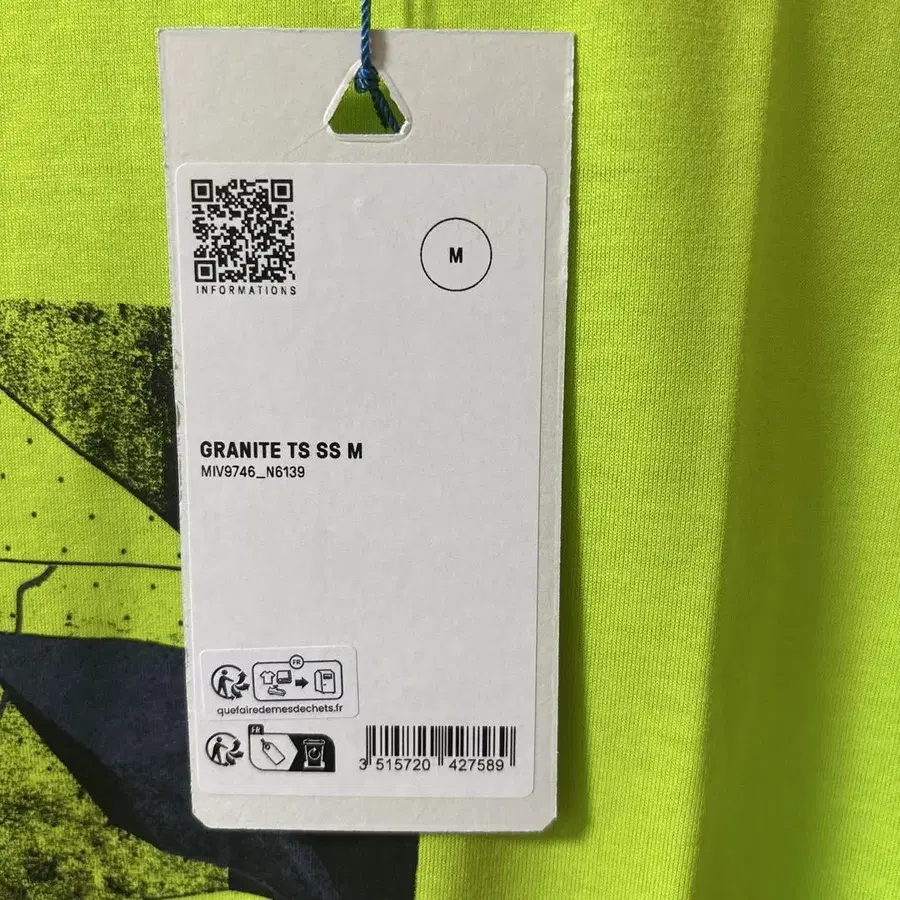 INFORMATIONS
M
GRANITE TS SS M
MIV9746_N6139
FR
quefairedemesdechets.fr
FR
3 515720 427589